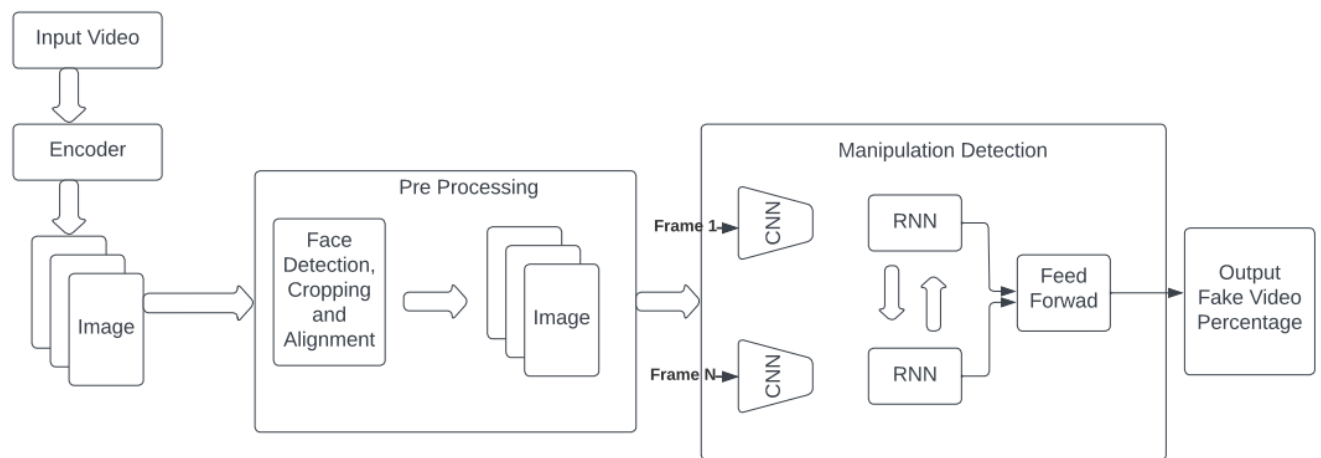 Input Video
Encoder
Image
Pre Processing
Face
Detection,
Cropping
and
Alignment
Image
Manipulation Detection
Frame 1
CNN
RNN
Frame N
CNN
RNN
Feed
Forwad
Output
Fake Video
Percentage